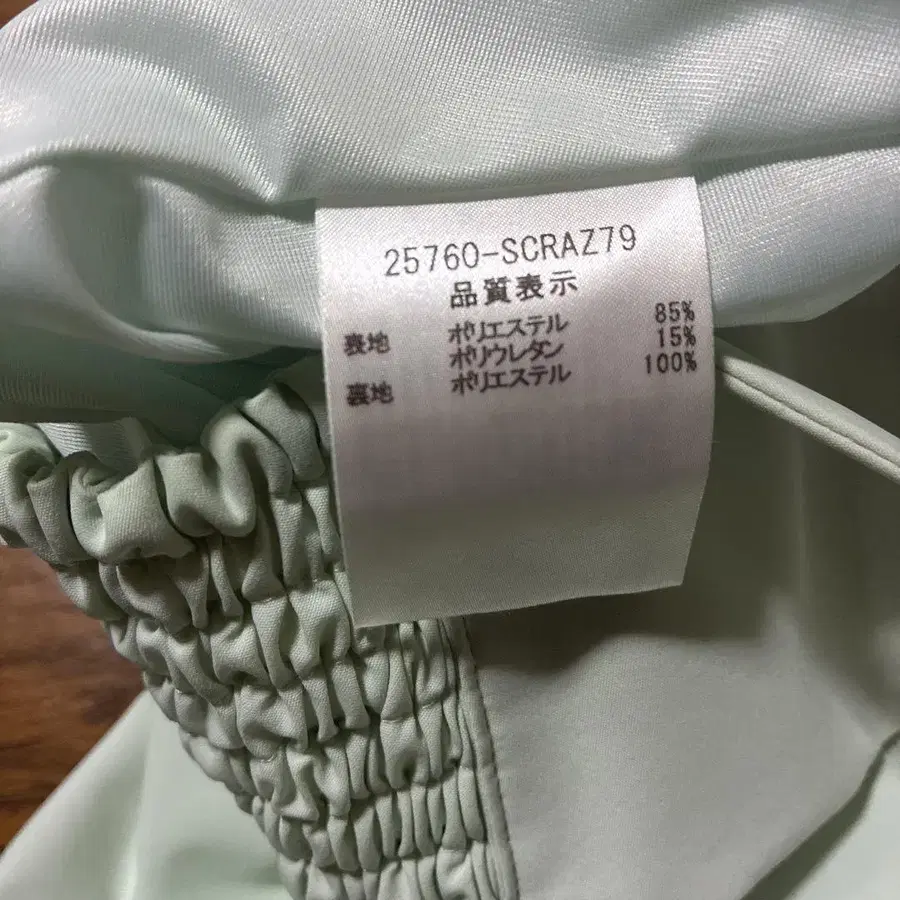 25760-SCRAZ79
品質表示
表地 ポリエステル 85%
ポリウレタン 15%
裏地 ポリエステル 100%